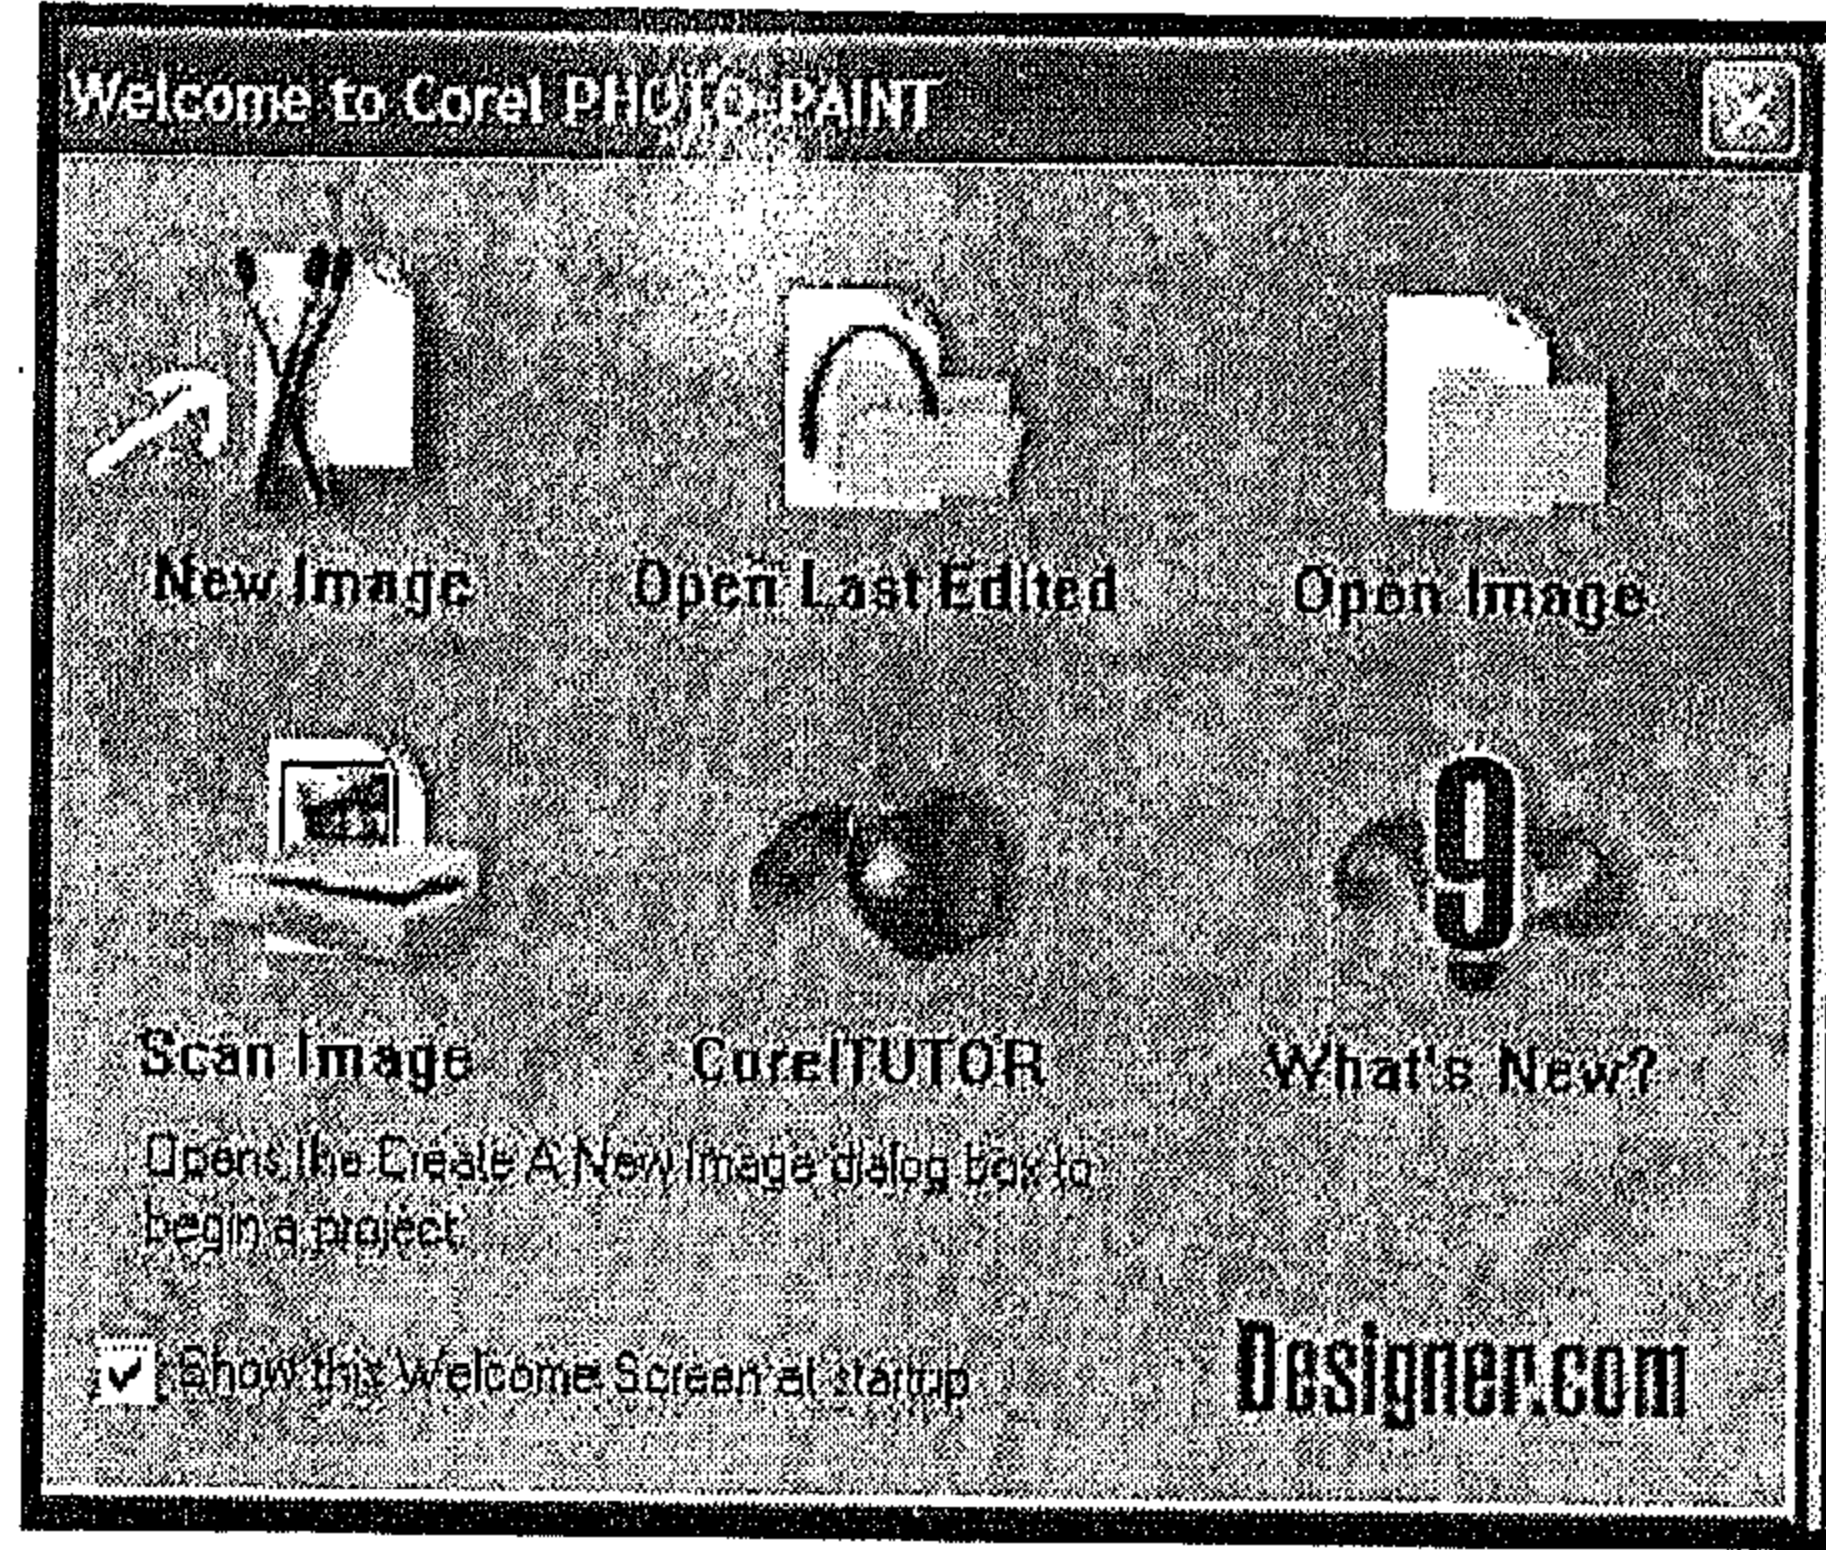 Welcome to Corel PHOTO-PAINT
New Image
Open Last Edited
Open Image
9
Scan Image
CorelTUTOR
What's New?
Opens the Create A New Image dialog box to
begin a project.
Show this Welcome Screen at startup
Designer.com